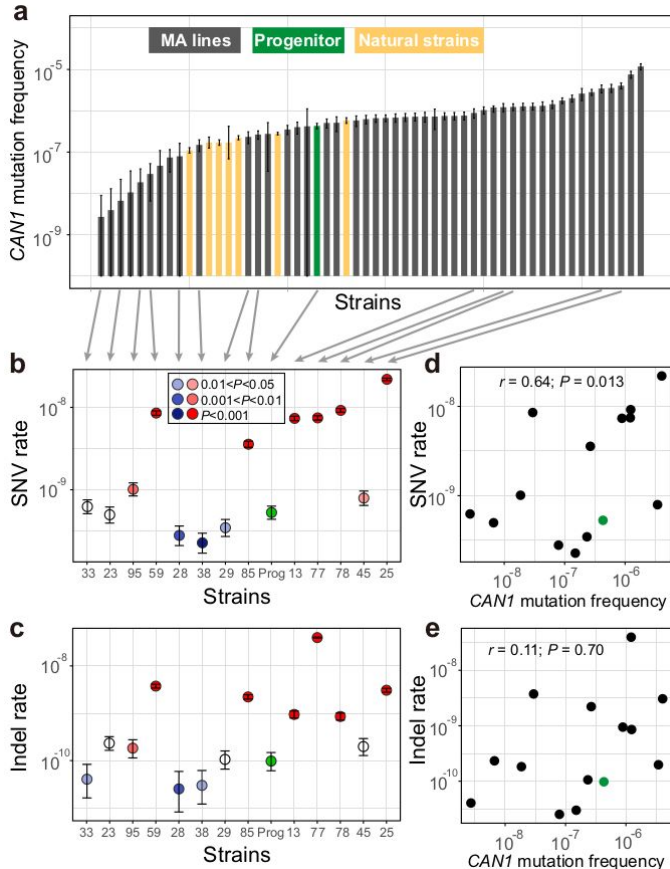 a
MA lines Progenitor Natural strains
CAN1 mutation frequency
10⁻⁵
10⁻⁷
10⁻⁹
Strains
b
0.01<P<0.05
0.001<P<0.01
P<0.001
SNV rate
10⁻⁸
10⁻⁹
33 23 95 59 28 38 29 85 Prog 13 77 78 45 25
Strains
d
r = 0.64; P = 0.013
SNV rate
10⁻⁸
10⁻⁹
10⁻⁸ 10⁻⁷ 10⁻⁶
CAN1 mutation frequency
c
Indel rate
10⁻⁸
10⁻¹⁰
33 23 95 59 28 38 29 85 Prog 13 77 78 45 25
Strains
e
r = 0.11; P = 0.70
Indel rate
10⁻⁸
10⁻⁹
10⁻¹⁰
10⁻⁸ 10⁻⁷ 10⁻⁶
CAN1 mutation frequency